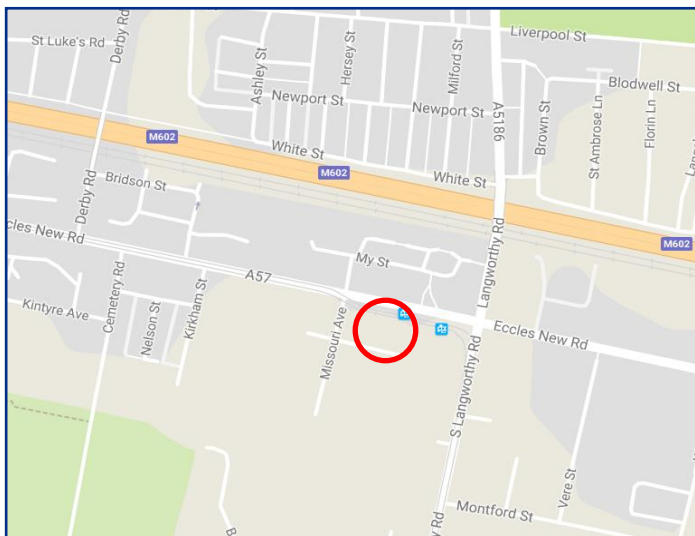 Liverpool St
St Luke's Rd
Derby Rd
Ashley St
Hersey St
Milford St
Blodwell St
Newport St
Newport St
A5186
Brown St
St Ambrose Ln
Florin Ln
M602
White St
M602
White St
Bridson St
Derby Rd
M602
cles New Rd
My St
Langworthy Rd
A57
Cemetery Rd
Kirkham St
Kintyre Ave
Nelson St
Missouri Ave
Eccles New Rd
S Langworthy Rd
Vere St
Montford St
y Rd
B